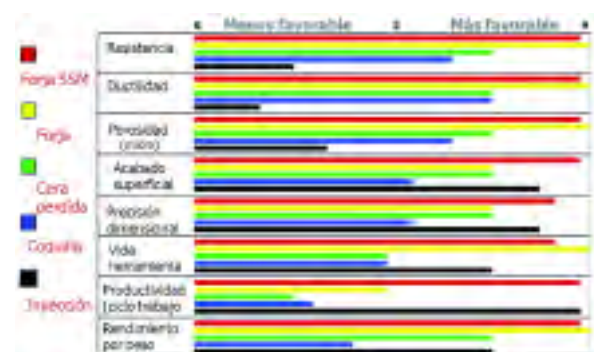 Menos favorable
Más favorable
Resistencia
Forja SSM
Ductilidad
Forja
Porosidad
Acabado
superficial
Cera
perdida
Precisión
dimensional
Coquilla
Vida
herramienta
Inyección
Productividad
ciclo trabajo
Rendimiento
por peso